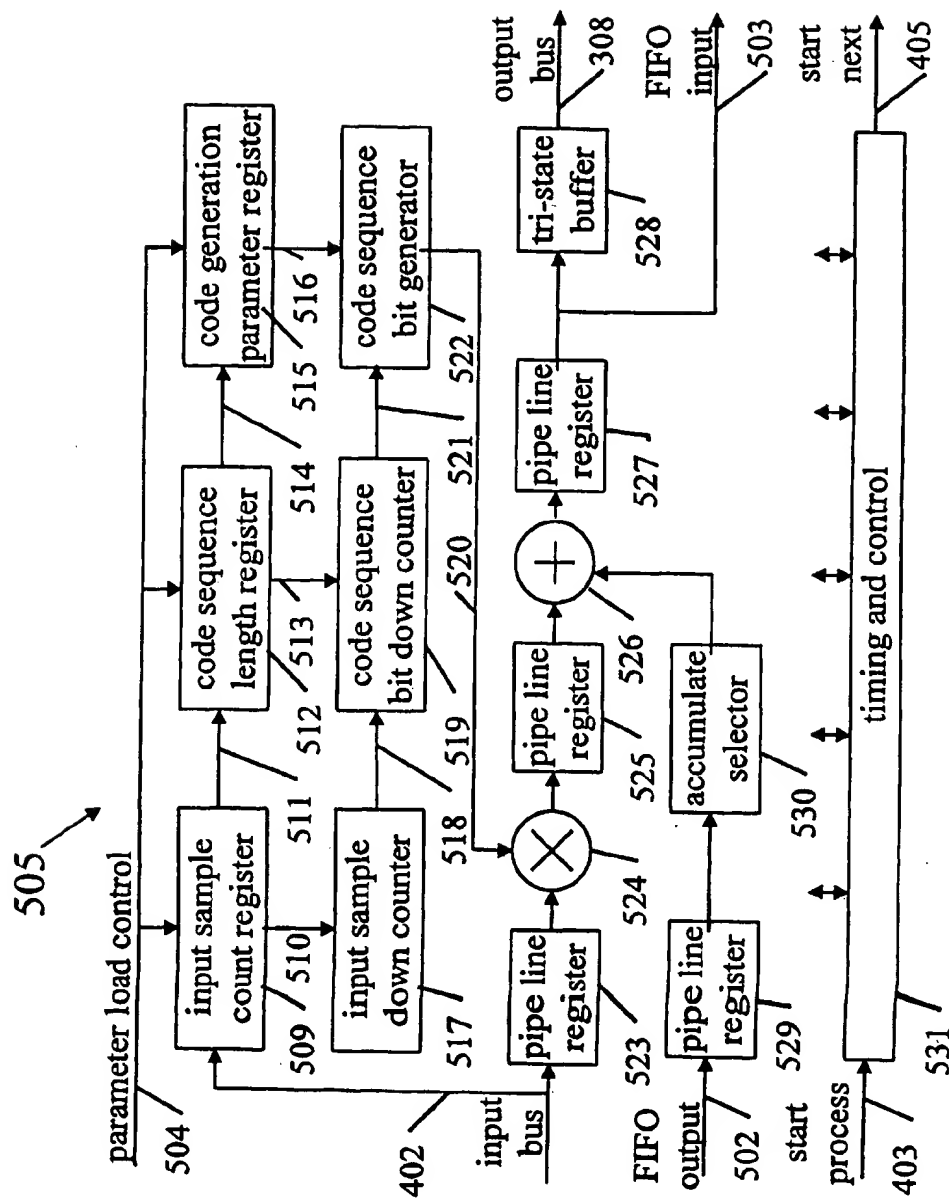 505
parameter load control
504
input sample
count register
509
510
511
code sequence
length register
512
513
514
code generation
parameter register
515
516
input sample
down counter
517
518
code sequence
bit down counter
519
520
521
code sequence
bit generator
522
402
input
bus
pipe line
register
523
524
pipe line
register
525
526
pipe line
register
527
tri-state
buffer
528
output
bus
308
FIFO
input
503
FIFO
output
502
pipe line
register
529
accumulate
selector
530
start
process
403
timing and control
531
start
next
405